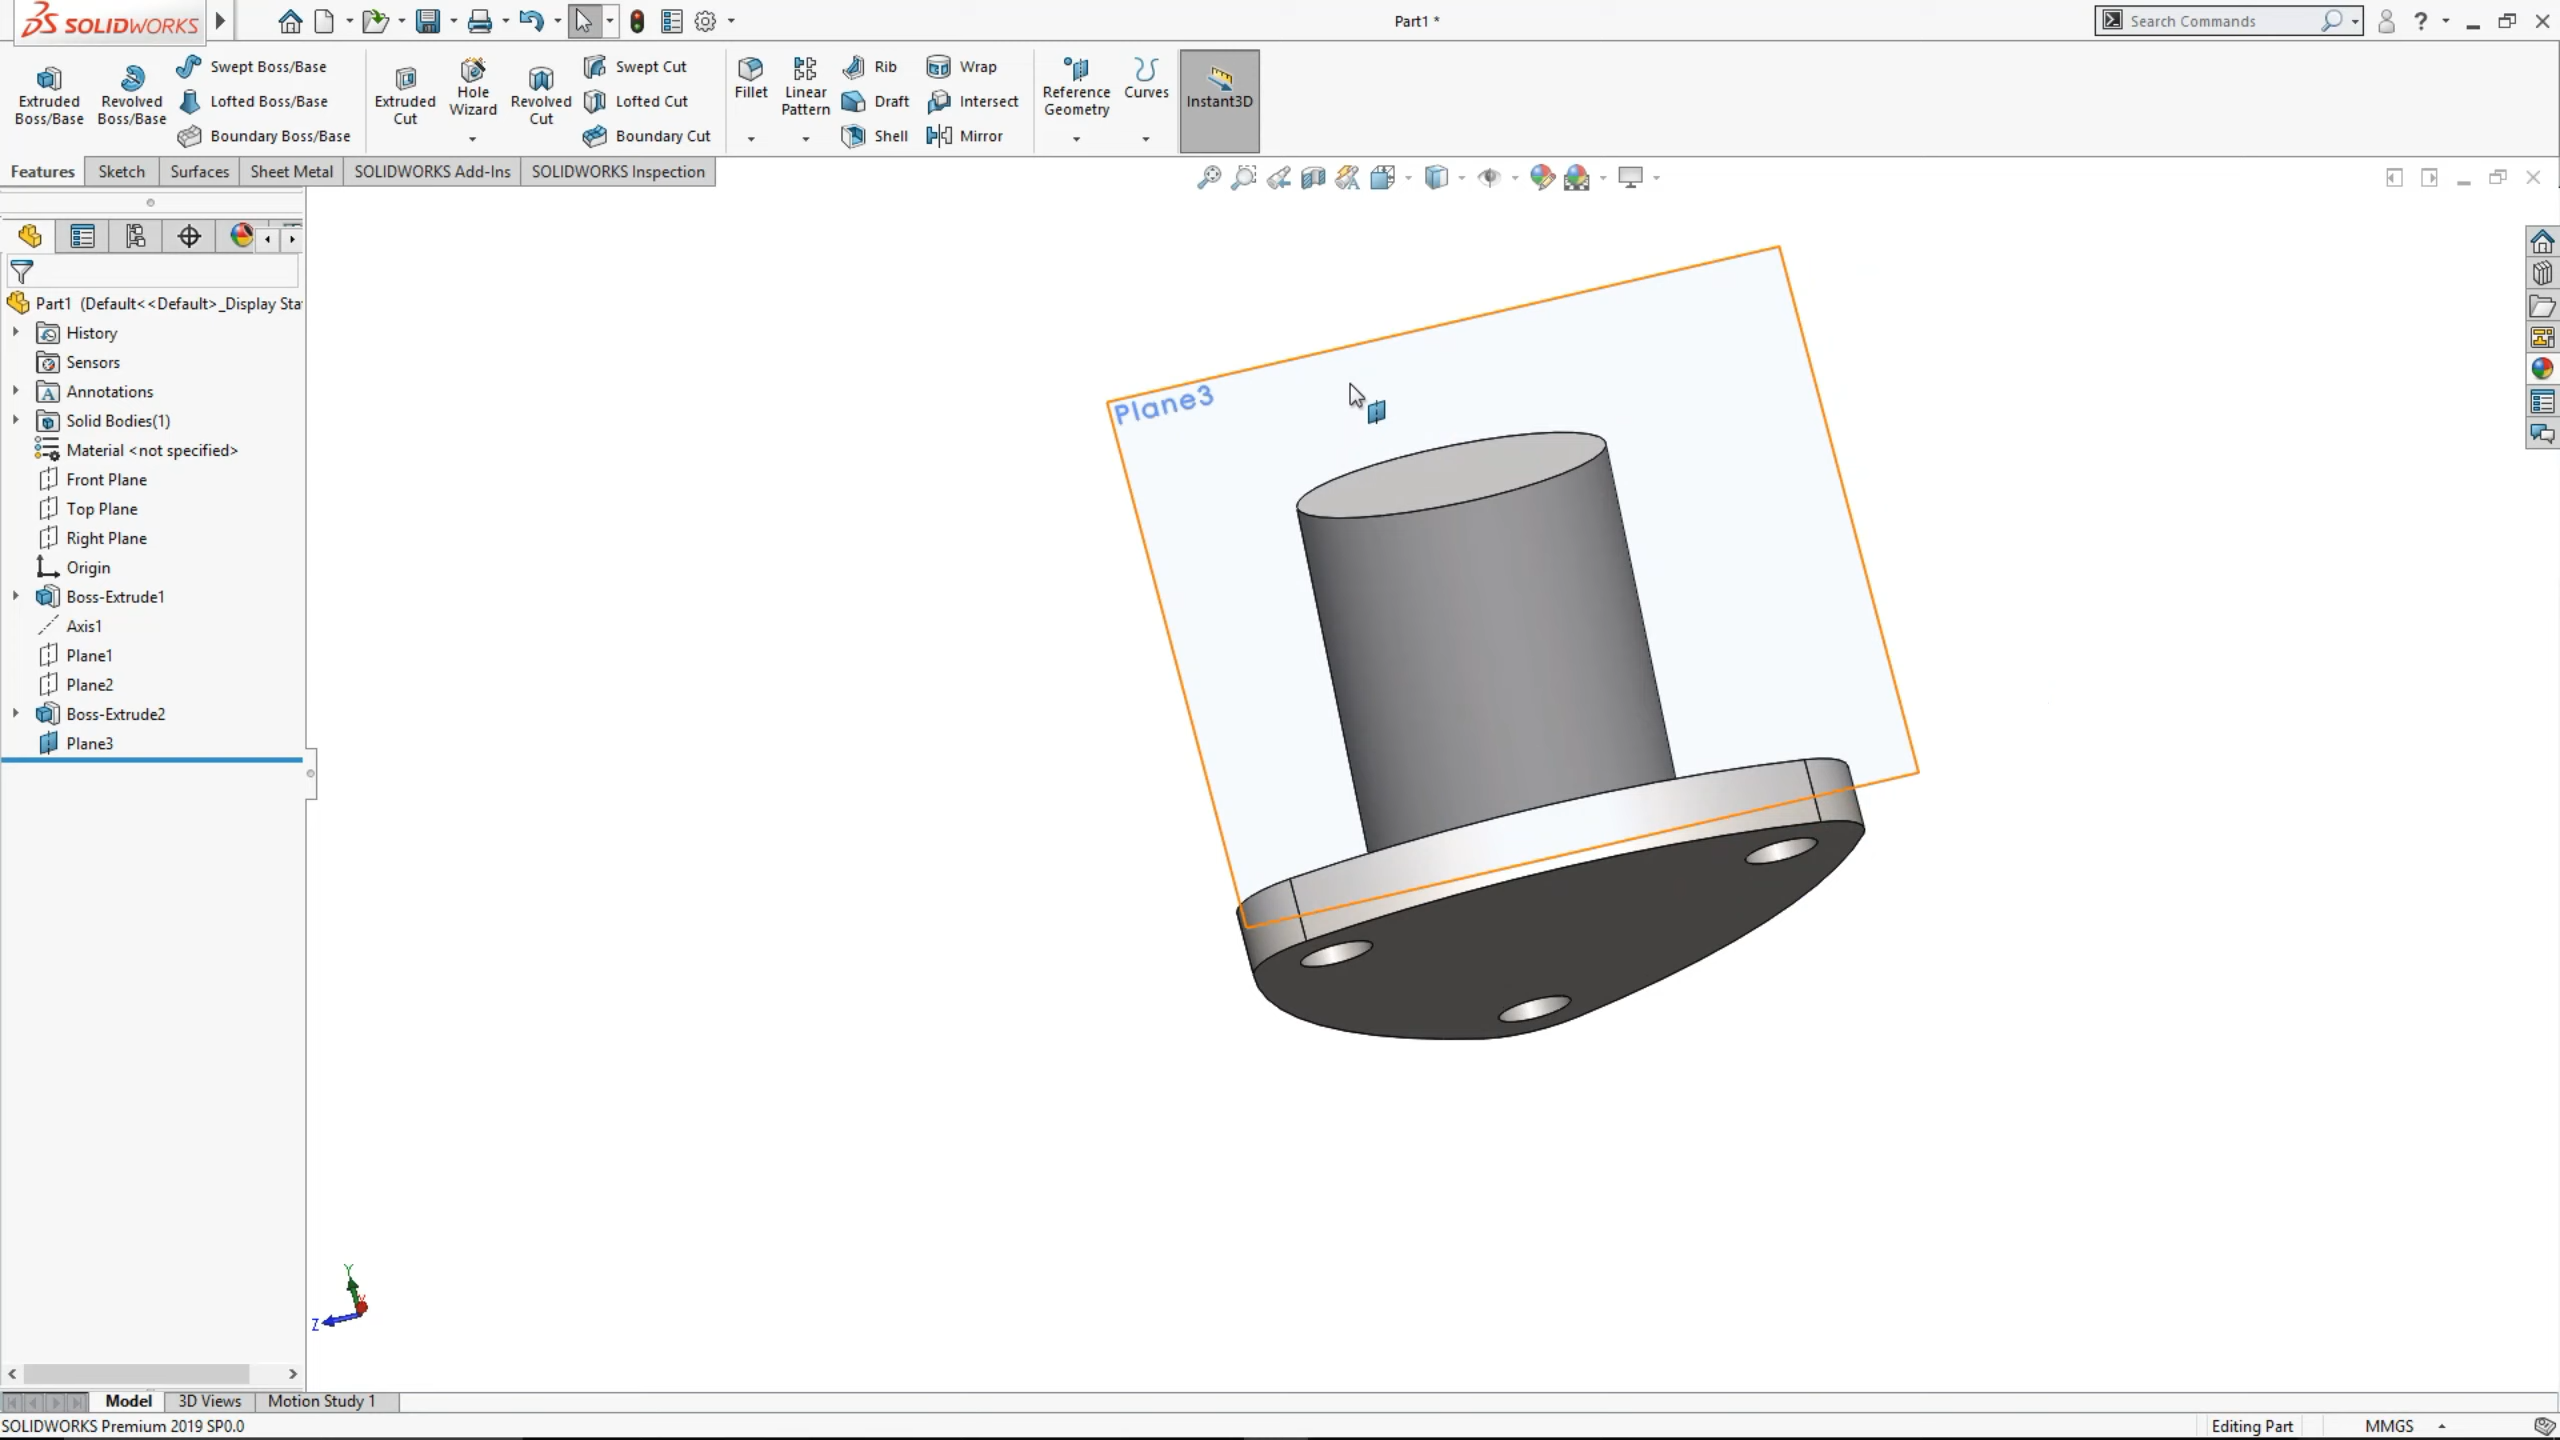 SOLIDWORKS
Part1 *
Search Commands
?
Extruded Boss/Base
Revolved Boss/Base
Swept Boss/Base
Lofted Boss/Base
Boundary Boss/Base
Extruded Cut
Hole Wizard
Revolved Cut
Swept Cut
Lofted Cut
Boundary Cut
Fillet
Linear Pattern
Rib
Draft
Shell
Wrap
Intersect
Mirror
Reference Geometry
Curves
Instant3D
Features
Sketch
Surfaces
Sheet Metal
SOLIDWORKS Add-Ins
SOLIDWORKS Inspection
Part1 (Default<<Default>_Display Sta
History
Sensors
Annotations
Solid Bodies(1)
Material <not specified>
Front Plane
Top Plane
Right Plane
Origin
Boss-Extrude1
Axis1
Plane1
Plane2
Boss-Extrude2
Plane3
Plane3
Y
Z
Model
3D Views
Motion Study 1
SOLIDWORKS Premium 2019 SP0.0
Editing Part
MMGS